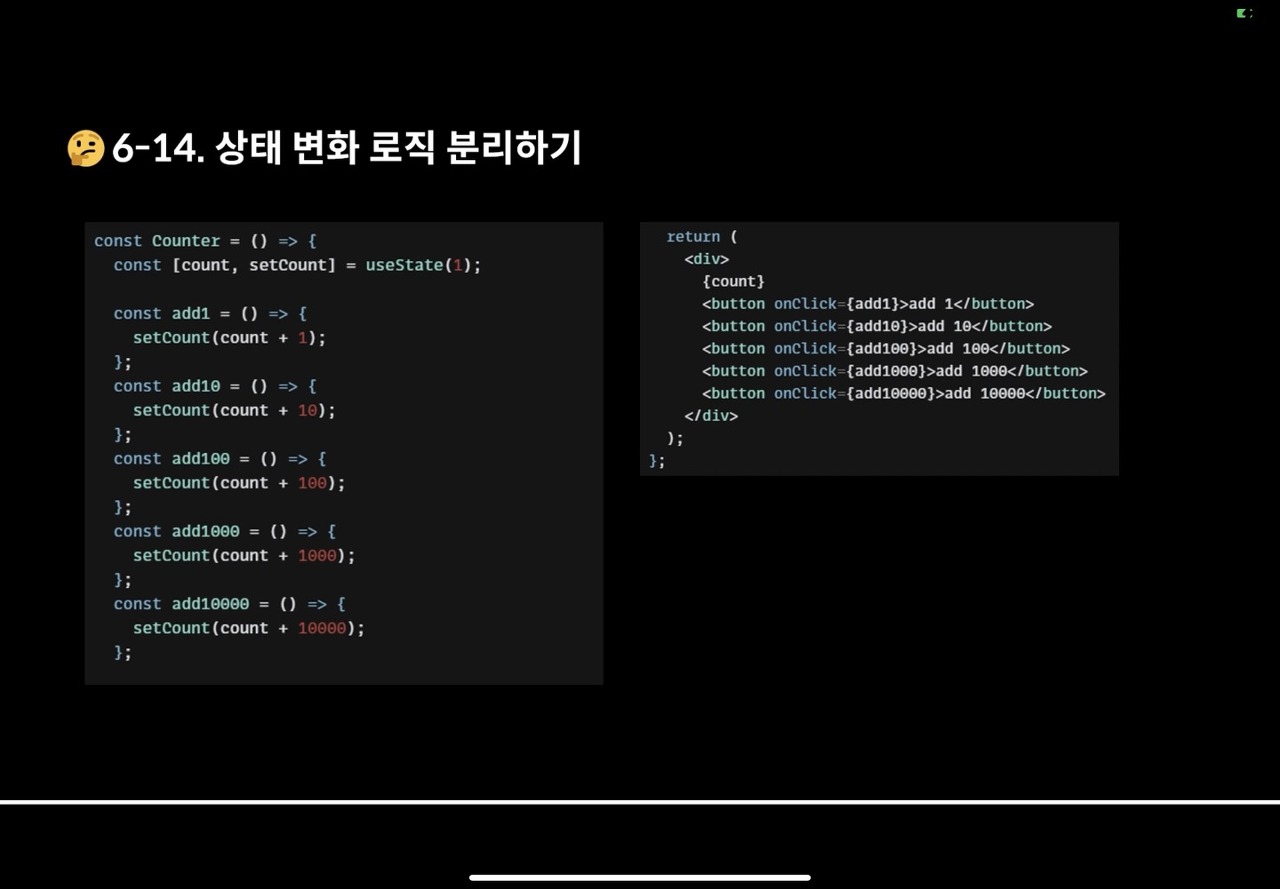 🤔6-14. 상태 변화 로직 분리하기
const Counter = () => {
  const [count, setCount] = useState(1);

  const add1 = () => {
    setCount(count + 1);
  };
  const add10 = () => {
    setCount(count + 10);
  };
  const add100 = () => {
    setCount(count + 100);
  };
  const add1000 = () => {
    setCount(count + 1000);
  };
  const add10000 = () => {
    setCount(count + 10000);
  };
  return (
    <div>
      {count}
      <button onClick={add1}>add 1</button>
      <button onClick={add10}>add 10</button>
      <button onClick={add100}>add 100</button>
      <button onClick={add1000}>add 1000</button>
      <button onClick={add10000}>add 10000</button>
    </div>
  );
};